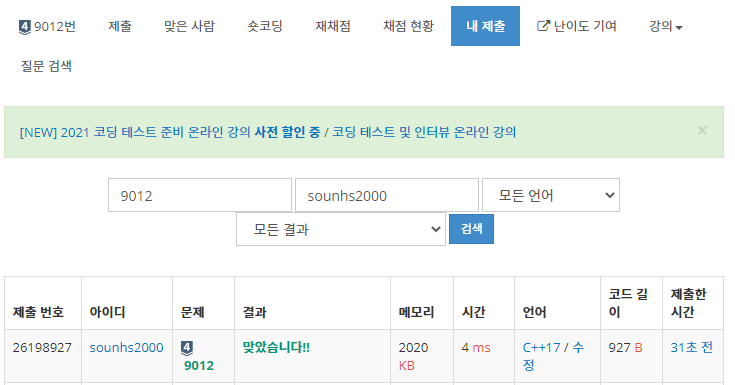 4 9012번 제출 맞은 사람 숏코딩 재채점 채점 현황 내 제출 난이도 기여 강의
질문 검색
[NEW] 2021 코딩 테스트 준비 온라인 강의 사전 할인 중 / 코딩 테스트 및 인터뷰 온라인 강의 ×
9012 sounhs2000 모든 언어
모든 결과 검색
제출 번호 아이디 문제 결과 메모리 시간 언어 코드 길이 제출한 시간
26198927 sounhs2000 4 9012 맞았습니다!! 2020 KB 4 ms C++17 / 수정 927 B 31초 전